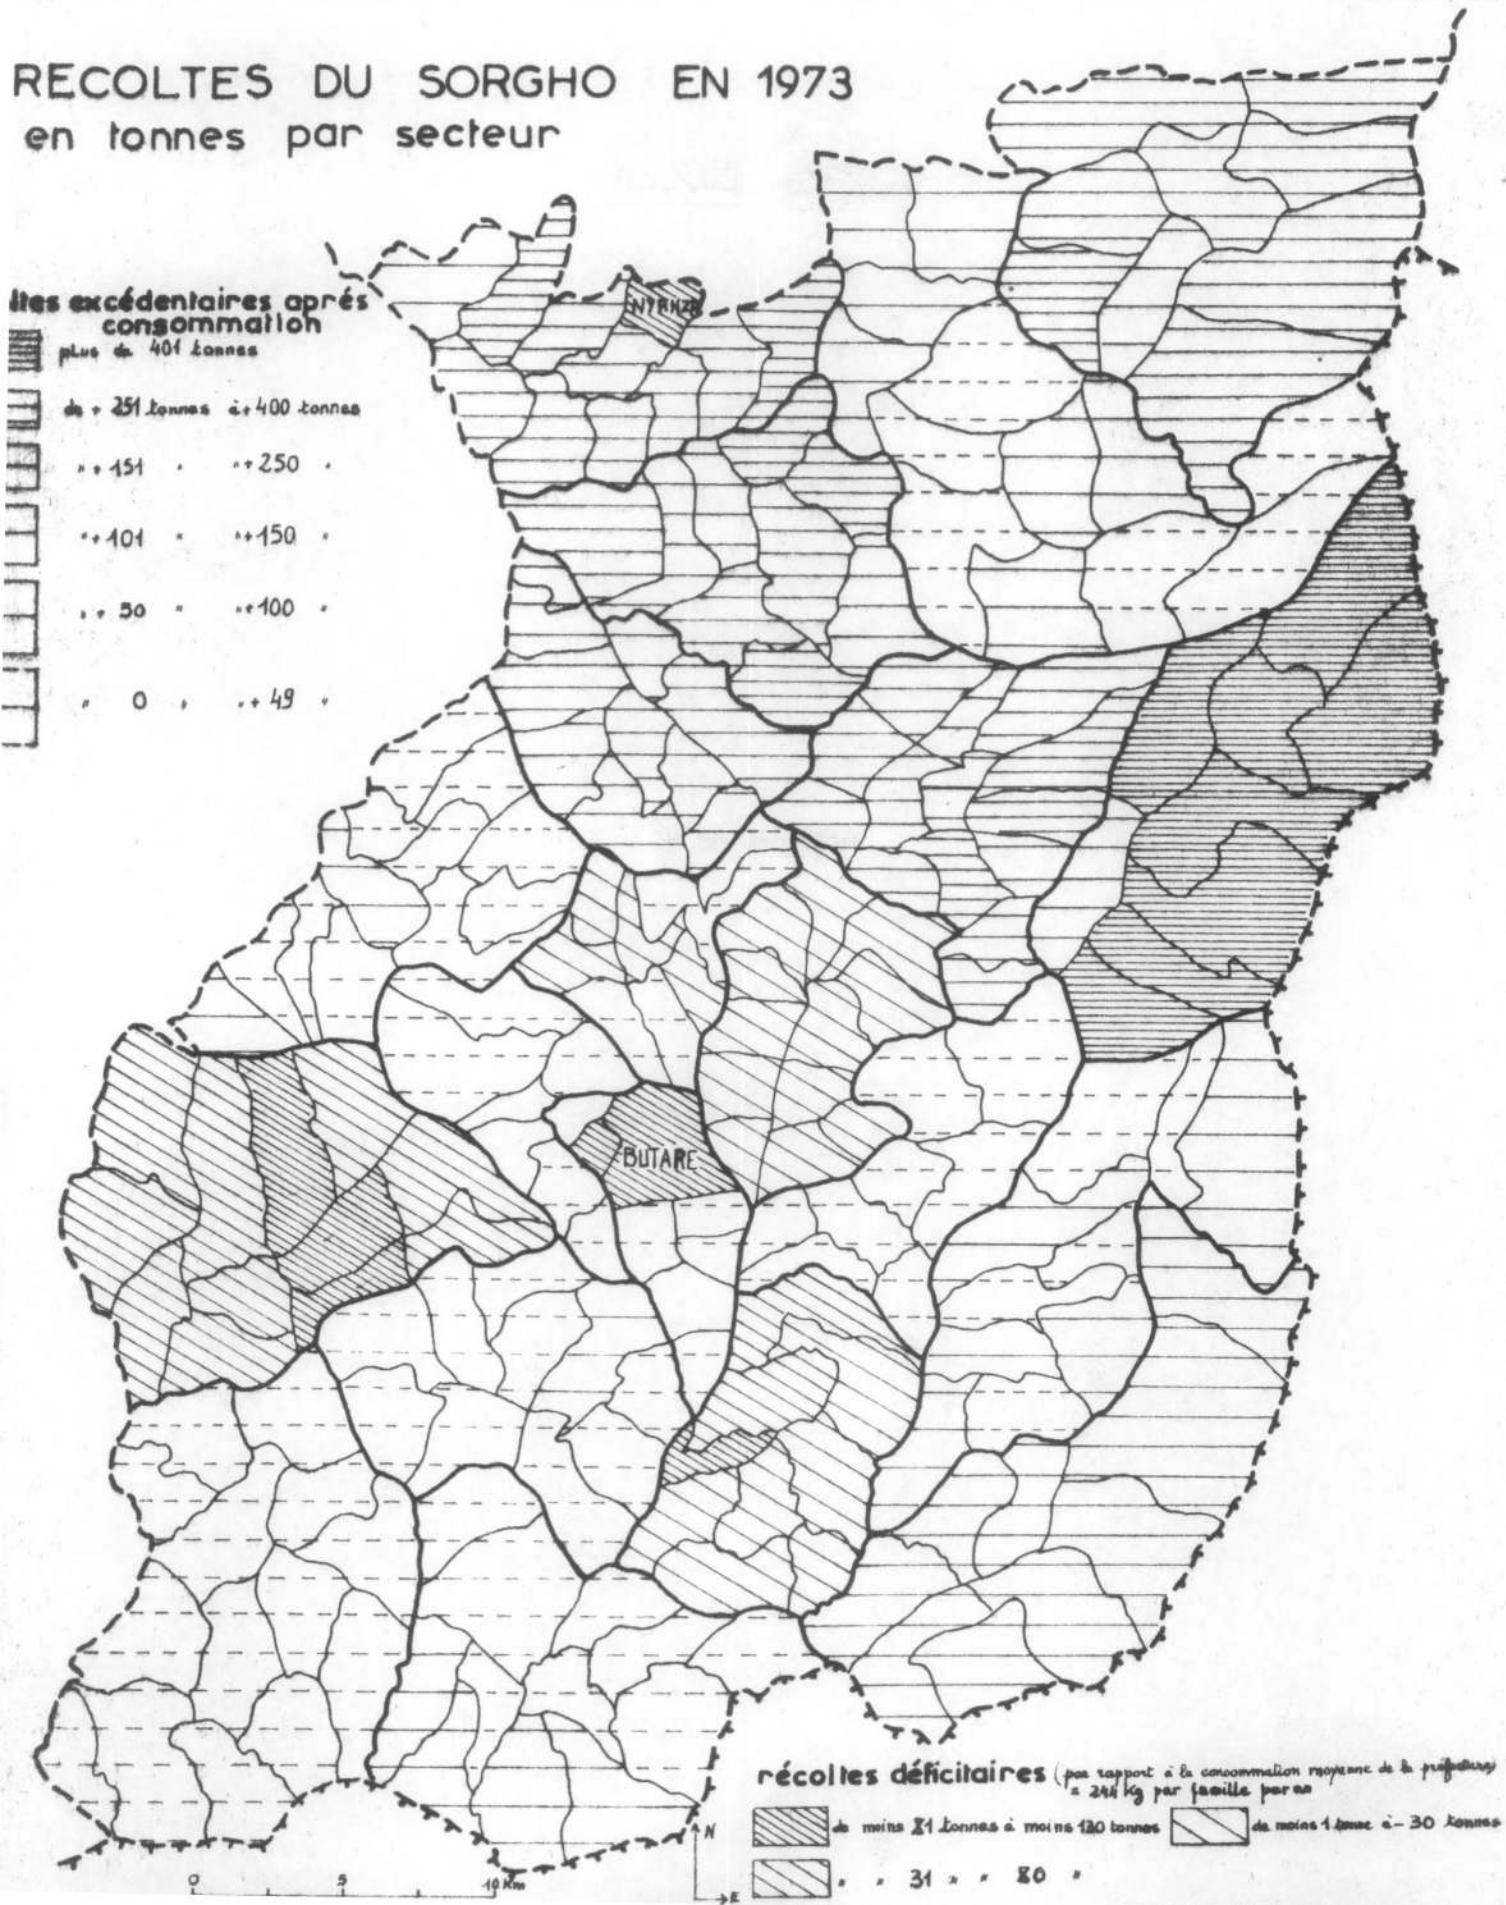 RECOLTES DU SORGHO EN 1973
en tonnes par secteur
ltes excédentaires aprés
consommation
plus de 401 tonnes
de + 251 tonnes à + 400 tonnes
" + 151 " " + 250 "
" + 101 " " + 150 "
" + 50 " " + 100 "
" 0 " " + 49 "
NYANZA
BUTARE
récoltes déficitaires (par rapport à la consommation moyenne de la préfecture)
= 244 kg par famille par an
de moins 81 tonnes à moins 130 tonnes
de moins 1 tonne à - 30 tonnes
" " 31 " " 80 "
0 5 10 Km
N
E